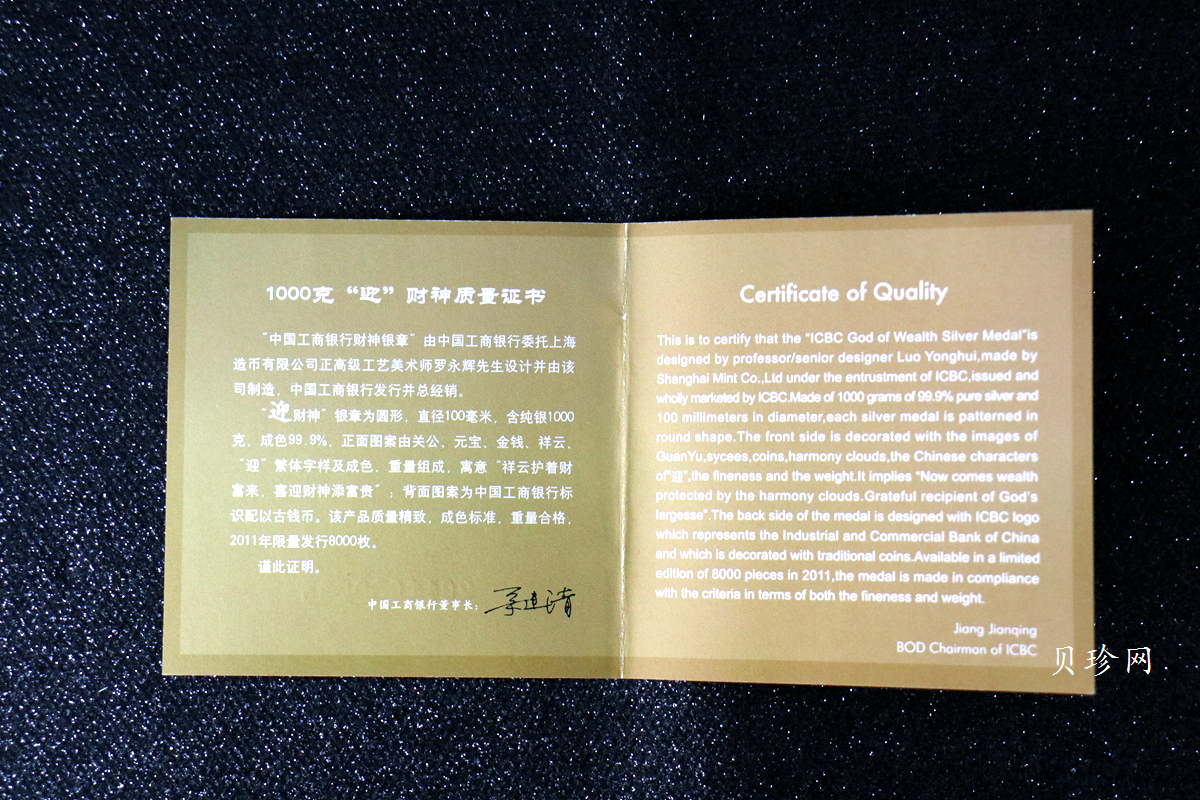 1000克“迎”财神质量证书
“中国工商银行财神银章”由中国工商银行委托上海
造币有限公司正高级工艺美术师罗永辉先生设计并由该
司制造，中国工商银行发行并总经销。
“迎财神”银章为圆形，直径100毫米，含纯银1000
克，成色99.9%，正面图案由关公、元宝、金钱、祥云、
“迎”繁体字样及成色、重量组成，寓意“祥云护着财
富来，喜迎财神添富贵”；背面图案为中国工商银行标
识配以古钱币。该产品质量精致，成色标准，重量合格，
2011年限量发行8000枚。
谨此证明。
中国工商银行董事长：姜建清
Certificate of Quality
This is to certify that the “ICBC God of Wealth Silver Medal”is
designed by professor/senior designer Luo Yonghui,made by
Shanghai Mint Co.,Ltd under the entrustment of ICBC,issued and
wholly marketed by ICBC.Made of 1000 grams of 99.9% pure silver and
100 millimeters in diameter,each silver medal is patterned in
round shape.The front side is decorated with the images of
GuanYu,sycees,coins,harmony clouds,the Chinese characters
of“迎”,the fineness and the weight.It implies “Now comes wealth
protected by the harmony clouds.Grateful recipient of God's
largesse”.The back side of the medal is designed with ICBC logo
which represents the Industrial and Commercial Bank of China
and which is decorated with traditional coins.Available in a limited
edition of 8000 pieces in 2011,the medal is made in compliance
with the criteria in terms of both the fineness and weight.
Jiang Jianqing
BOD Chairman of ICBC
贝珍网